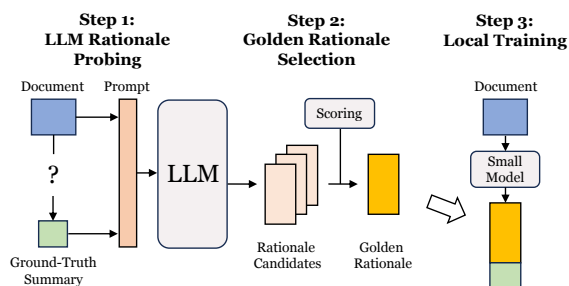 Step 1:
LLM Rationale
Probing
Step 2:
Golden Rationale
Selection
Step 3:
Local Training
Document
Prompt
?
Ground-Truth
Summary
LLM
Scoring
Rationale
Candidates
Golden
Rationale
Document
Small
Model